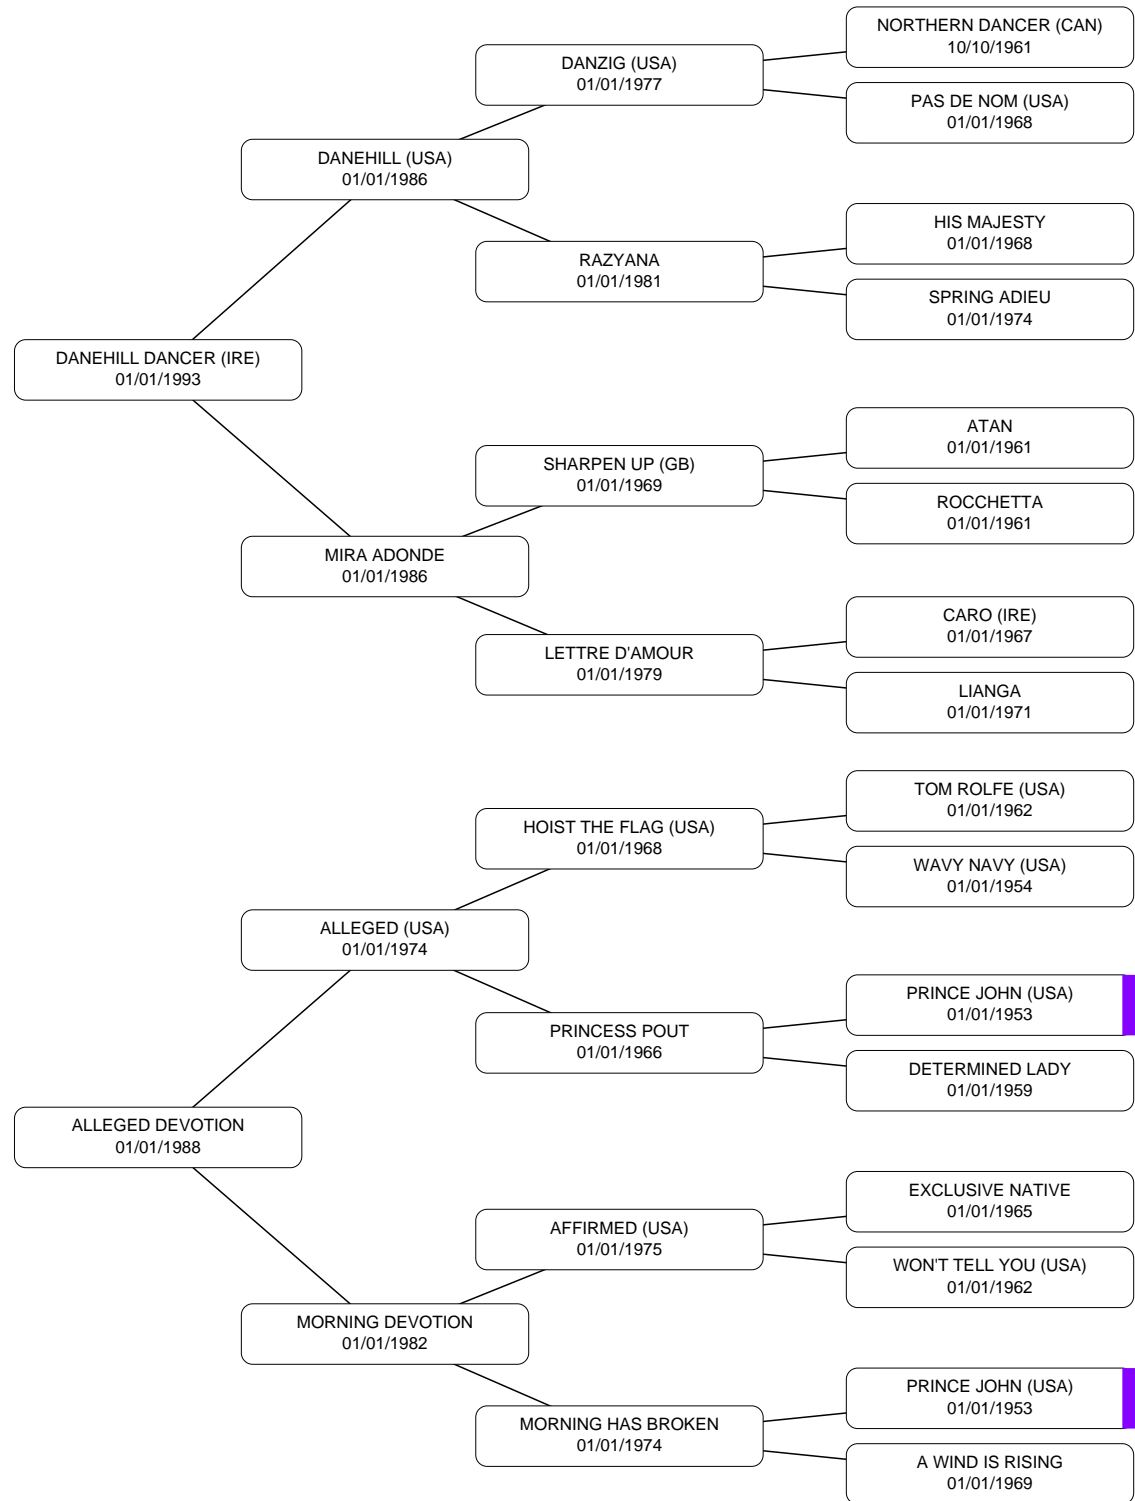 NORTHERN DANCER (CAN)
10/10/1961
DANZIG (USA)
01/01/1977
PAS DE NOM (USA)
01/01/1968
DANEHILL (USA)
01/01/1986
HIS MAJESTY
01/01/1968
RAZYANA
01/01/1981
SPRING ADIEU
01/01/1974
DANEHILL DANCER (IRE)
01/01/1993
ATAN
01/01/1961
SHARPEN UP (GB)
01/01/1969
ROCCHETTA
01/01/1961
MIRA ADONDE
01/01/1986
CARO (IRE)
01/01/1967
LETTRE D'AMOUR
01/01/1979
LIANGA
01/01/1971
TOM ROLFE (USA)
01/01/1962
HOIST THE FLAG (USA)
01/01/1968
WAVY NAVY (USA)
01/01/1954
ALLEGED (USA)
01/01/1974
PRINCE JOHN (USA)
01/01/1953
PRINCESS POUT
01/01/1966
DETERMINED LADY
01/01/1959
ALLEGED DEVOTION
01/01/1988
EXCLUSIVE NATIVE
01/01/1965
AFFIRMED (USA)
01/01/1975
WON'T TELL YOU (USA)
01/01/1962
MORNING DEVOTION
01/01/1982
PRINCE JOHN (USA)
01/01/1953
MORNING HAS BROKEN
01/01/1974
A WIND IS RISING
01/01/1969